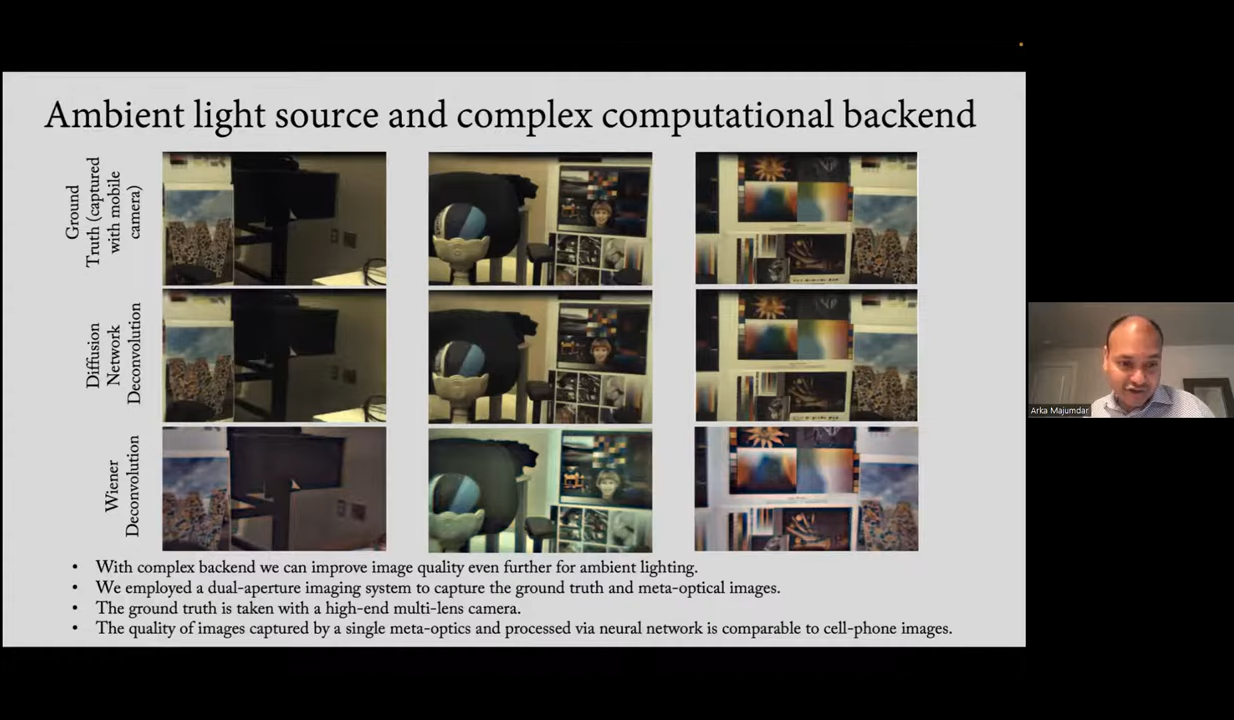 Ambient light source and complex computational backend
Ground
Truth (captured
with mobile
camera)
Diffusion
Network
Deconvolution
Wiener
Deconvolution
• With complex backend we can improve image quality even further for ambient lighting.
• We employed a dual-aperture imaging system to capture the ground truth and meta-optical images.
• The ground truth is taken with a high-end multi-lens camera.
• The quality of images captured by a single meta-optics and processed via neural network is comparable to cell-phone images.
Arka Majumdar